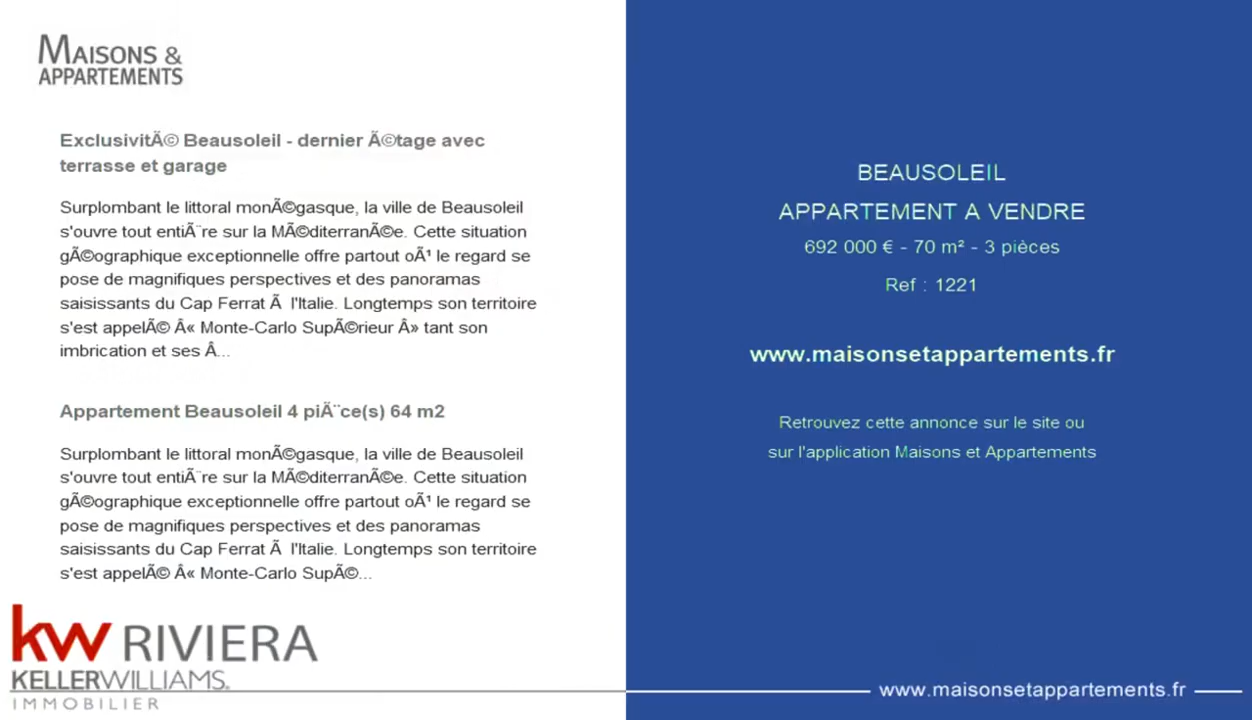 MAISONS &
APPARTEMENTS
ExclusivitÃ© Beausoleil - dernier Ã©tage avec
terrasse et garage
Surplombant le littoral monÃ©gasque, la ville de Beausoleil
s'ouvre tout entiÃ¨re sur la MÃ©diterranÃ©e. Cette situation
gÃ©ographique exceptionnelle offre partout oÃ¹ le regard se
pose de magnifiques perspectives et des panoramas
saisissants du Cap Ferrat Ã  l'Italie. Longtemps son territoire
s'est appelÃ© Â« Monte-Carlo SupÃ©rieur Â» tant son
imbrication et ses Â...
Appartement Beausoleil 4 piÃ¨ce(s) 64 m2
Surplombant le littoral monÃ©gasque, la ville de Beausoleil
s'ouvre tout entiÃ¨re sur la MÃ©diterranÃ©e. Cette situation
gÃ©ographique exceptionnelle offre partout oÃ¹ le regard se
pose de magnifiques perspectives et des panoramas
saisissants du Cap Ferrat Ã  l'Italie. Longtemps son territoire
s'est appelÃ© Â« Monte-Carlo SupÃ©...
kw RIVIERA
KELLERWILLIAMS.
IMMOBILIER
BEAUSOLEIL
APPARTEMENT A VENDRE
692 000 € - 70 m² - 3 pièces
Ref : 1221
www.maisonsetappartements.fr
Retrouvez cette annonce sur le site ou
sur l'application Maisons et Appartements
www.maisonsetappartements.fr